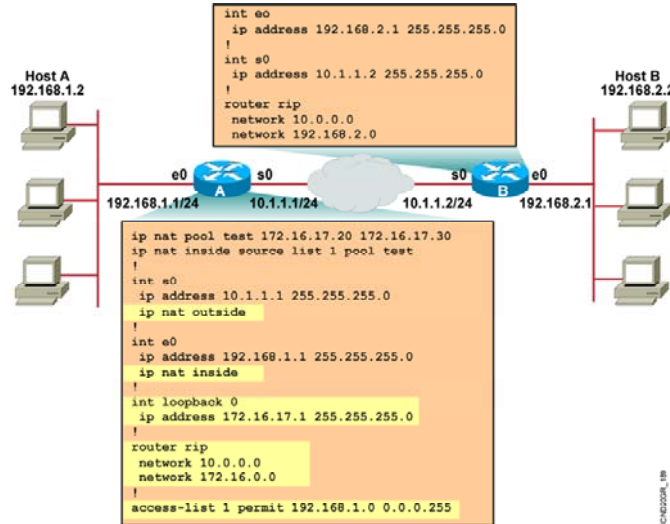 int eo
ip address 192.168.2.1 255.255.255.0
!
int s0
ip address 10.1.1.2 255.255.255.0
!
router rip
network 10.0.0.0
network 192.168.2.0
Host A
192.168.1.2
Host B
192.168.2.2
e0
A
s0
s0
B
e0
192.168.1.1/24
10.1.1.1/24
10.1.1.2/24
192.168.2.1
ip nat pool test 172.16.17.20 172.16.17.30
ip nat inside source list 1 pool test
!
int s0
ip address 10.1.1.1 255.255.255.0
ip nat outside
!
int e0
ip address 192.168.1.1 255.255.255.0
ip nat inside
!
int loopback 0
ip address 172.16.17.1 255.255.255.0
!
router rip
network 10.0.0.0
network 172.16.0.0
!
access-list 1 permit 192.168.1.0 0.0.0.255